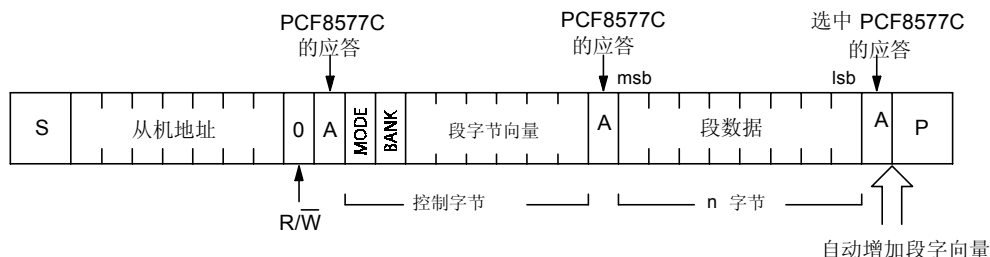 PCF8577C
的应答
PCF8577C
的应答
选中 PCF8577C
的应答
msb
lsb
S
从机地址
0
A
MODE
BANK
段字节向量
A
段数据
A
P
R/W̅
控制字节
n 字节
自动增加段字向量